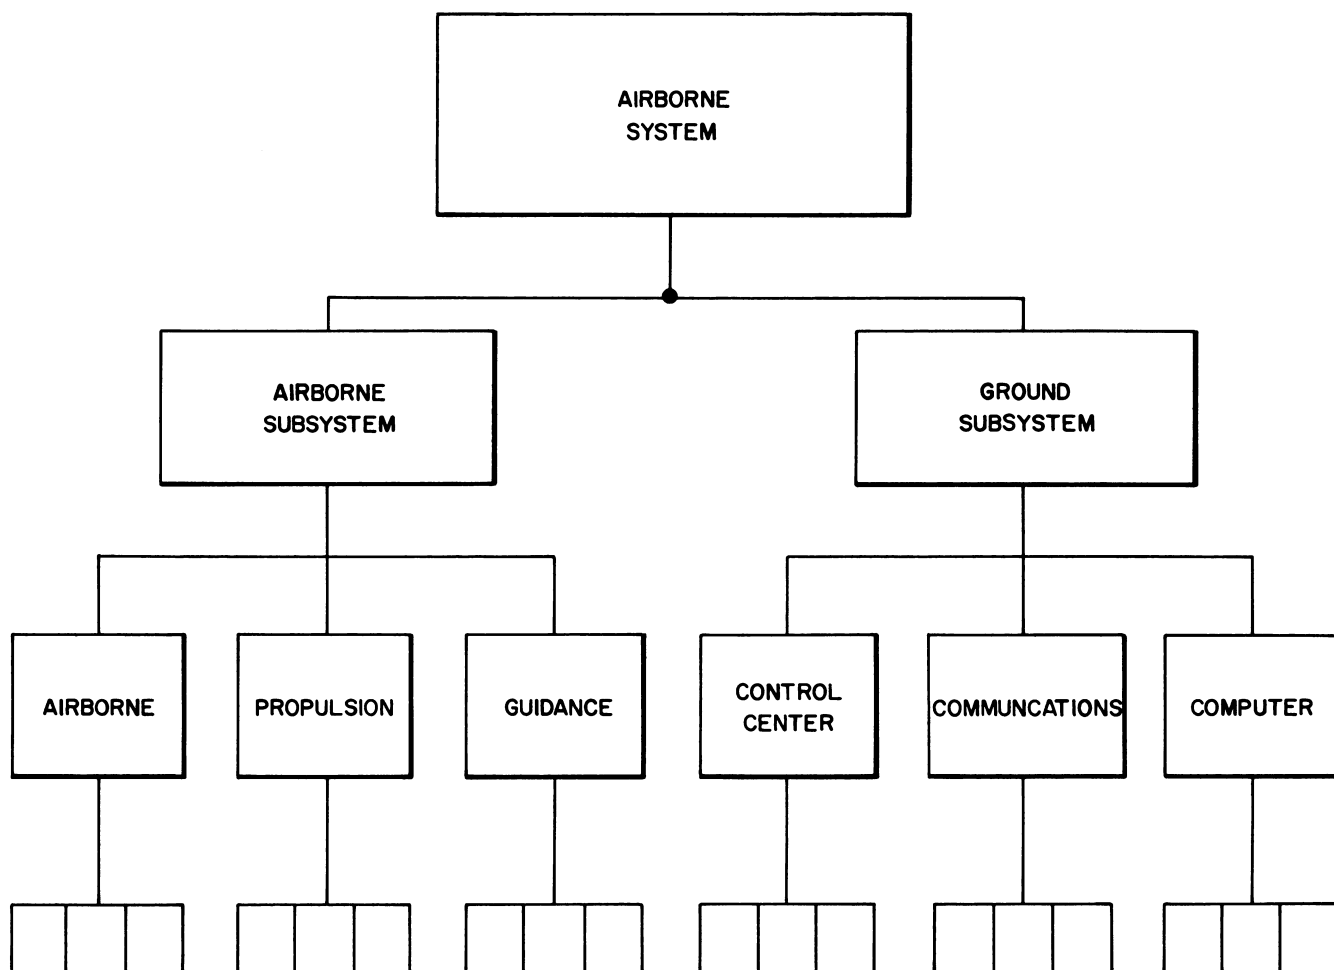 AIRBORNE
SYSTEM
AIRBORNE
SUBSYSTEM
GROUND
SUBSYSTEM
AIRBORNE
PROPULSION
GUIDANCE
CONTROL
CENTER
COMMUNCATIONS
COMPUTER